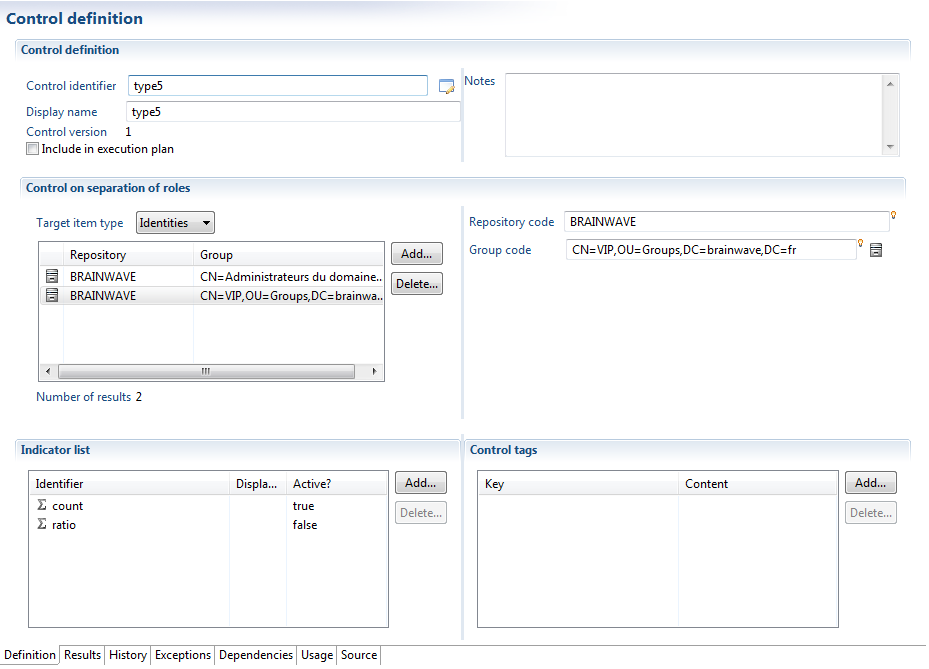 Control definition
Control definition
Control identifier type5
Display name type5
Control version 1
Include in execution plan
Notes
Control on separation of roles
Target item type Identities
Repository Group
BRAINWAVE CN=Administrateurs du domaine..
BRAINWAVE CN=VIP,OU=Groups,DC=brainwa..
Add...
Delete...
Number of results 2
Repository code BRAINWAVE
Group code CN=VIP,OU=Groups,DC=brainwave,DC=fr
Indicator list
Identifier Displa... Active?
Σ count true
Σ ratio false
Add...
Delete...
Control tags
Key Content
Add...
Delete...
Definition Results History Exceptions Dependencies Usage Source